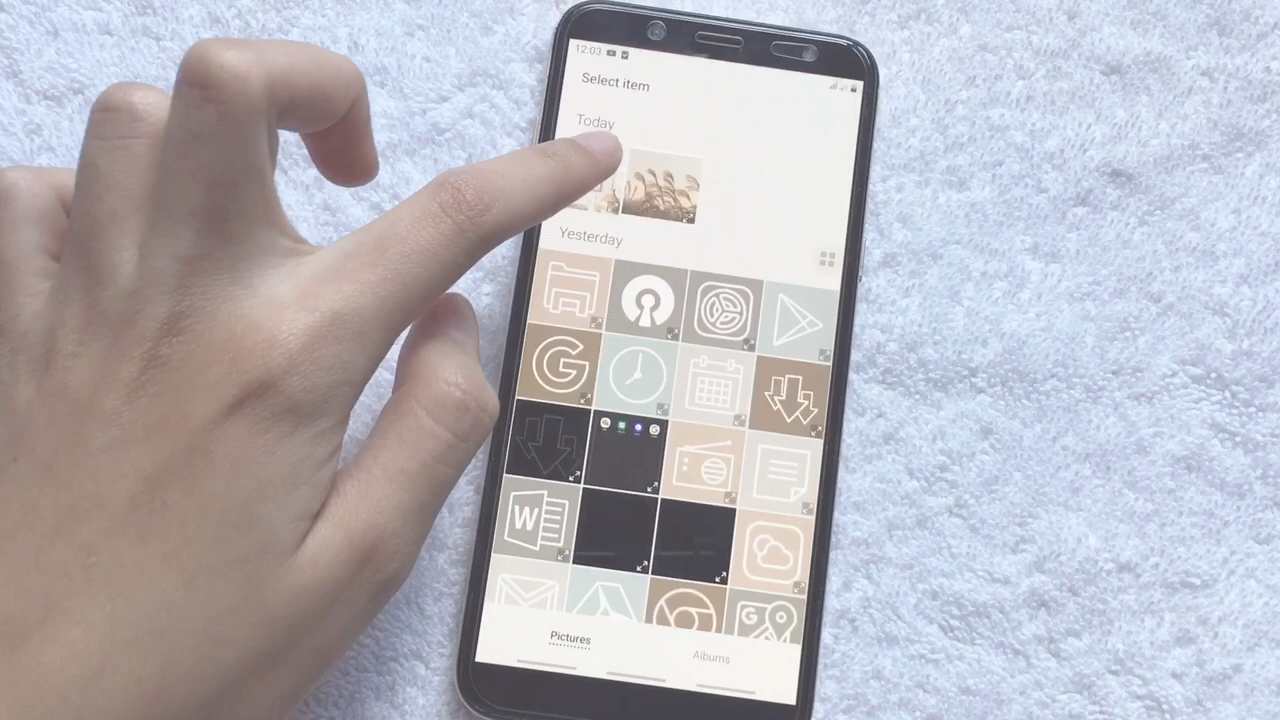 12:03
Select item
Today
Yesterday
G
W
G
Pictures
Albums